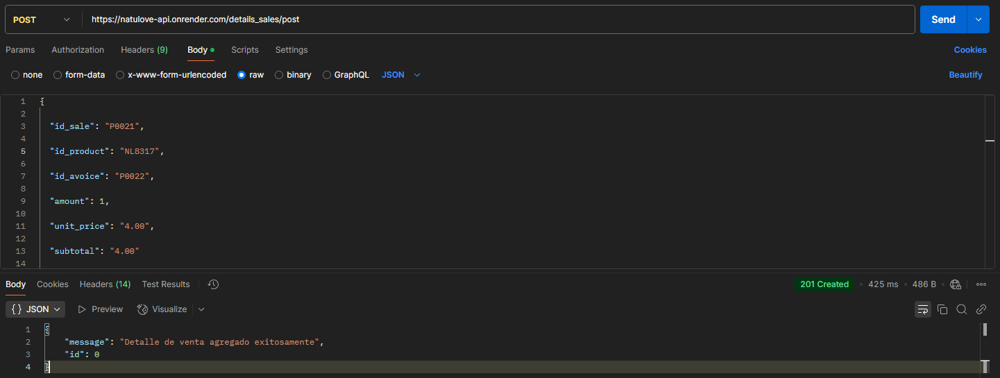 POST https://natulove-api.onrender.com/details_sales/post Send
Params Authorization Headers (9) Body Scripts Settings Cookies
none form-data x-www-form-urlencoded raw binary GraphQL JSON Beautify
1 {
2
3 "id_sale": "P0021",
4
5 "id_product": "NL8317",
6
7 "id_avoice": "P0022",
8
9 "amount": 1,
10
11 "unit_price": "4.00",
12
13 "subtotal": "4.00"
14
Body Cookies Headers (14) Test Results 201 Created • 425 ms • 486 B
{} JSON Preview Visualize
1 {
2 "message": "Detalle de venta agregado exitosamente",
3 "id": 0
4 }